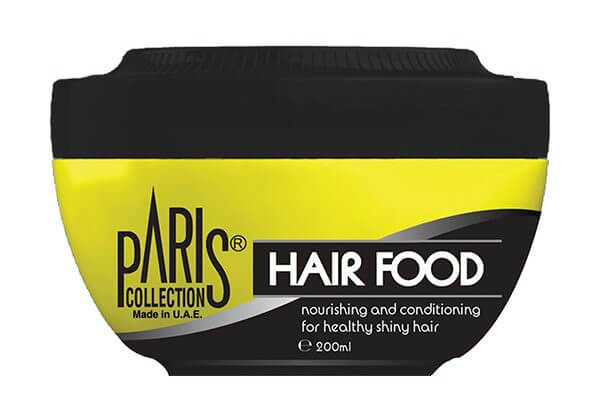 PARIS®
COLLECTION
Made in U.A.E.
HAIR FOOD
nourishing and conditioning
for healthy shiny hair
℮ 200ml